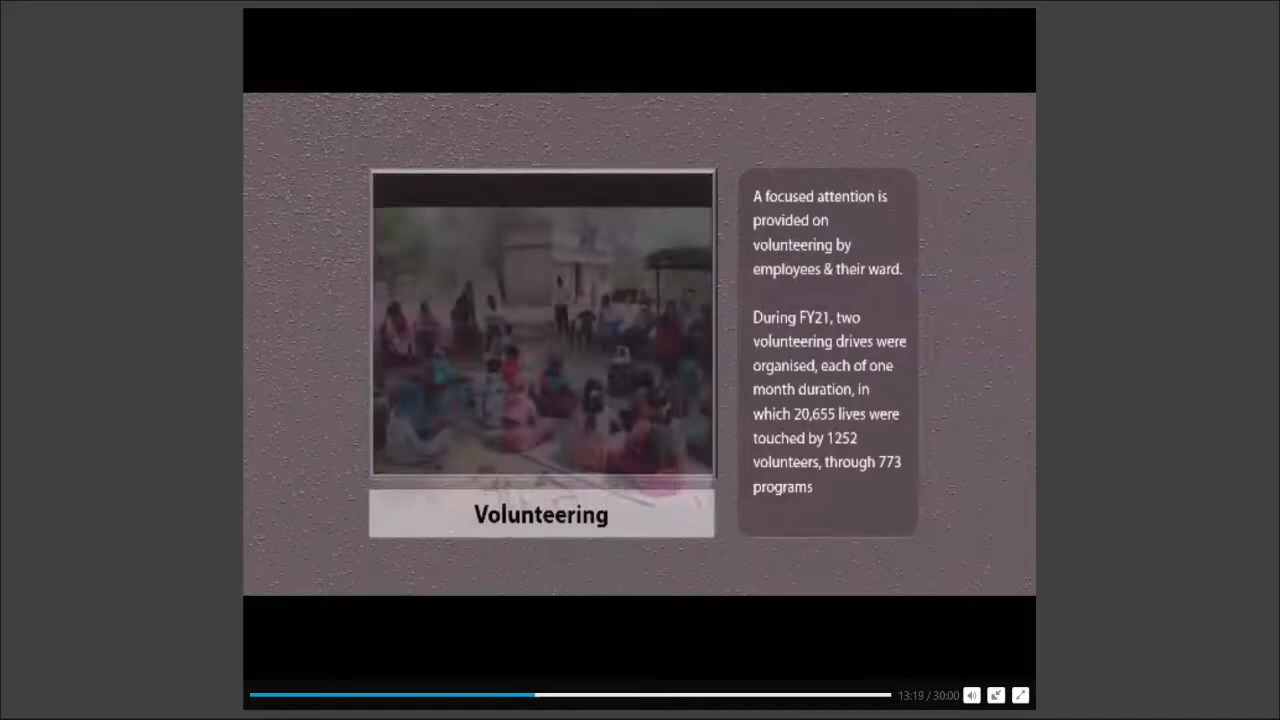 A focused attention is
provided on
volunteering by
employees & their ward.
During FY21, two
volunteering drives were
organised, each of one
month duration, in
which 20,655 lives were
touched by 1252
volunteers, through 773
programs
Volunteering
13:19 / 30:00